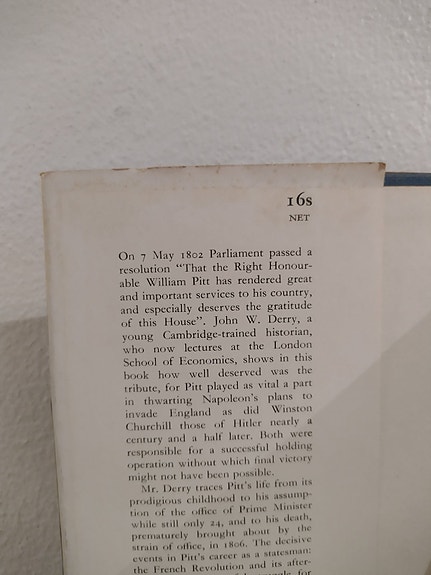 16s
NET
On 7 May 1802 Parliament passed a
resolution “That the Right Honour-
able William Pitt has rendered great
and important services to his country,
and especially deserves the gratitude
of this House”. John W. Derry, a
young Cambridge-trained historian,
who now lectures at the London
School of Economics, shows in this
book how well deserved was the
tribute, for Pitt played as vital a part
in thwarting Napoleon's plans to
invade England as did Winston
Churchill those of Hitler nearly a
century and a half later. Both were
responsible for a successful holding
operation without which final victory
might not have been possible.
Mr. Derry traces Pitt's life from its
prodigious childhood to his assump-
tion of the office of Prime Minister
while still only 24, and to his death,
prematurely brought about by the
strain of office, in 1806. The decisive
events in Pitt's career as a statesman:
the French Revolution and its after-
for